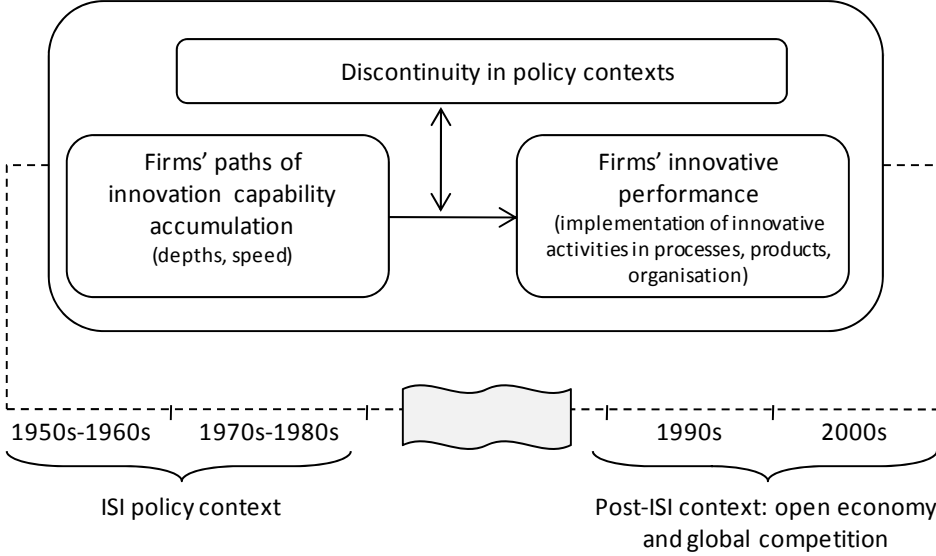 Discontinuity in policy contexts
Firms' paths of
innovation capability
accumulation
(depths, speed)
Firms' innovative
performance
(implementation of innovative
activities in processes, products,
organisation)
1950s-1960s
1970s-1980s
1990s
2000s
ISI policy context
Post-ISI context: open economy
and global competition